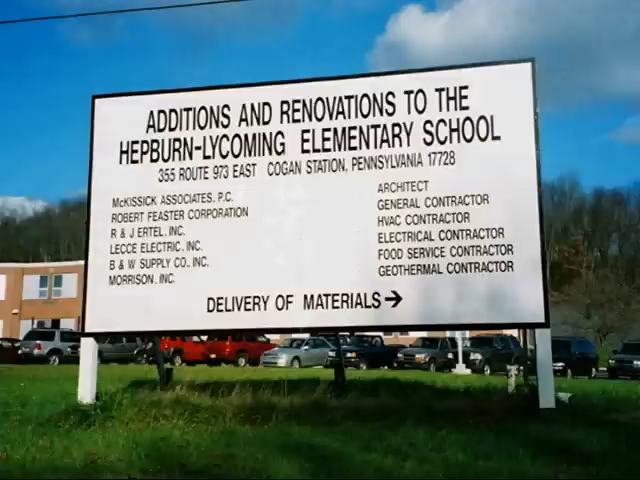 ADDITIONS AND RENOVATIONS TO THE
HEPBURN-LYCOMING ELEMENTARY SCHOOL
355 ROUTE 973 EAST COGAN STATION, PENNSYLVANIA 17728
McKISSICK ASSOCIATES, P.C. ARCHITECT
ROBERT FEASTER CORPORATION GENERAL CONTRACTOR
R & J ERTEL, INC. HVAC CONTRACTOR
LECCE ELECTRIC, INC. ELECTRICAL CONTRACTOR
B & W SUPPLY CO., INC. FOOD SERVICE CONTRACTOR
MORRISON, INC. GEOTHERMAL CONTRACTOR
DELIVERY OF MATERIALS→